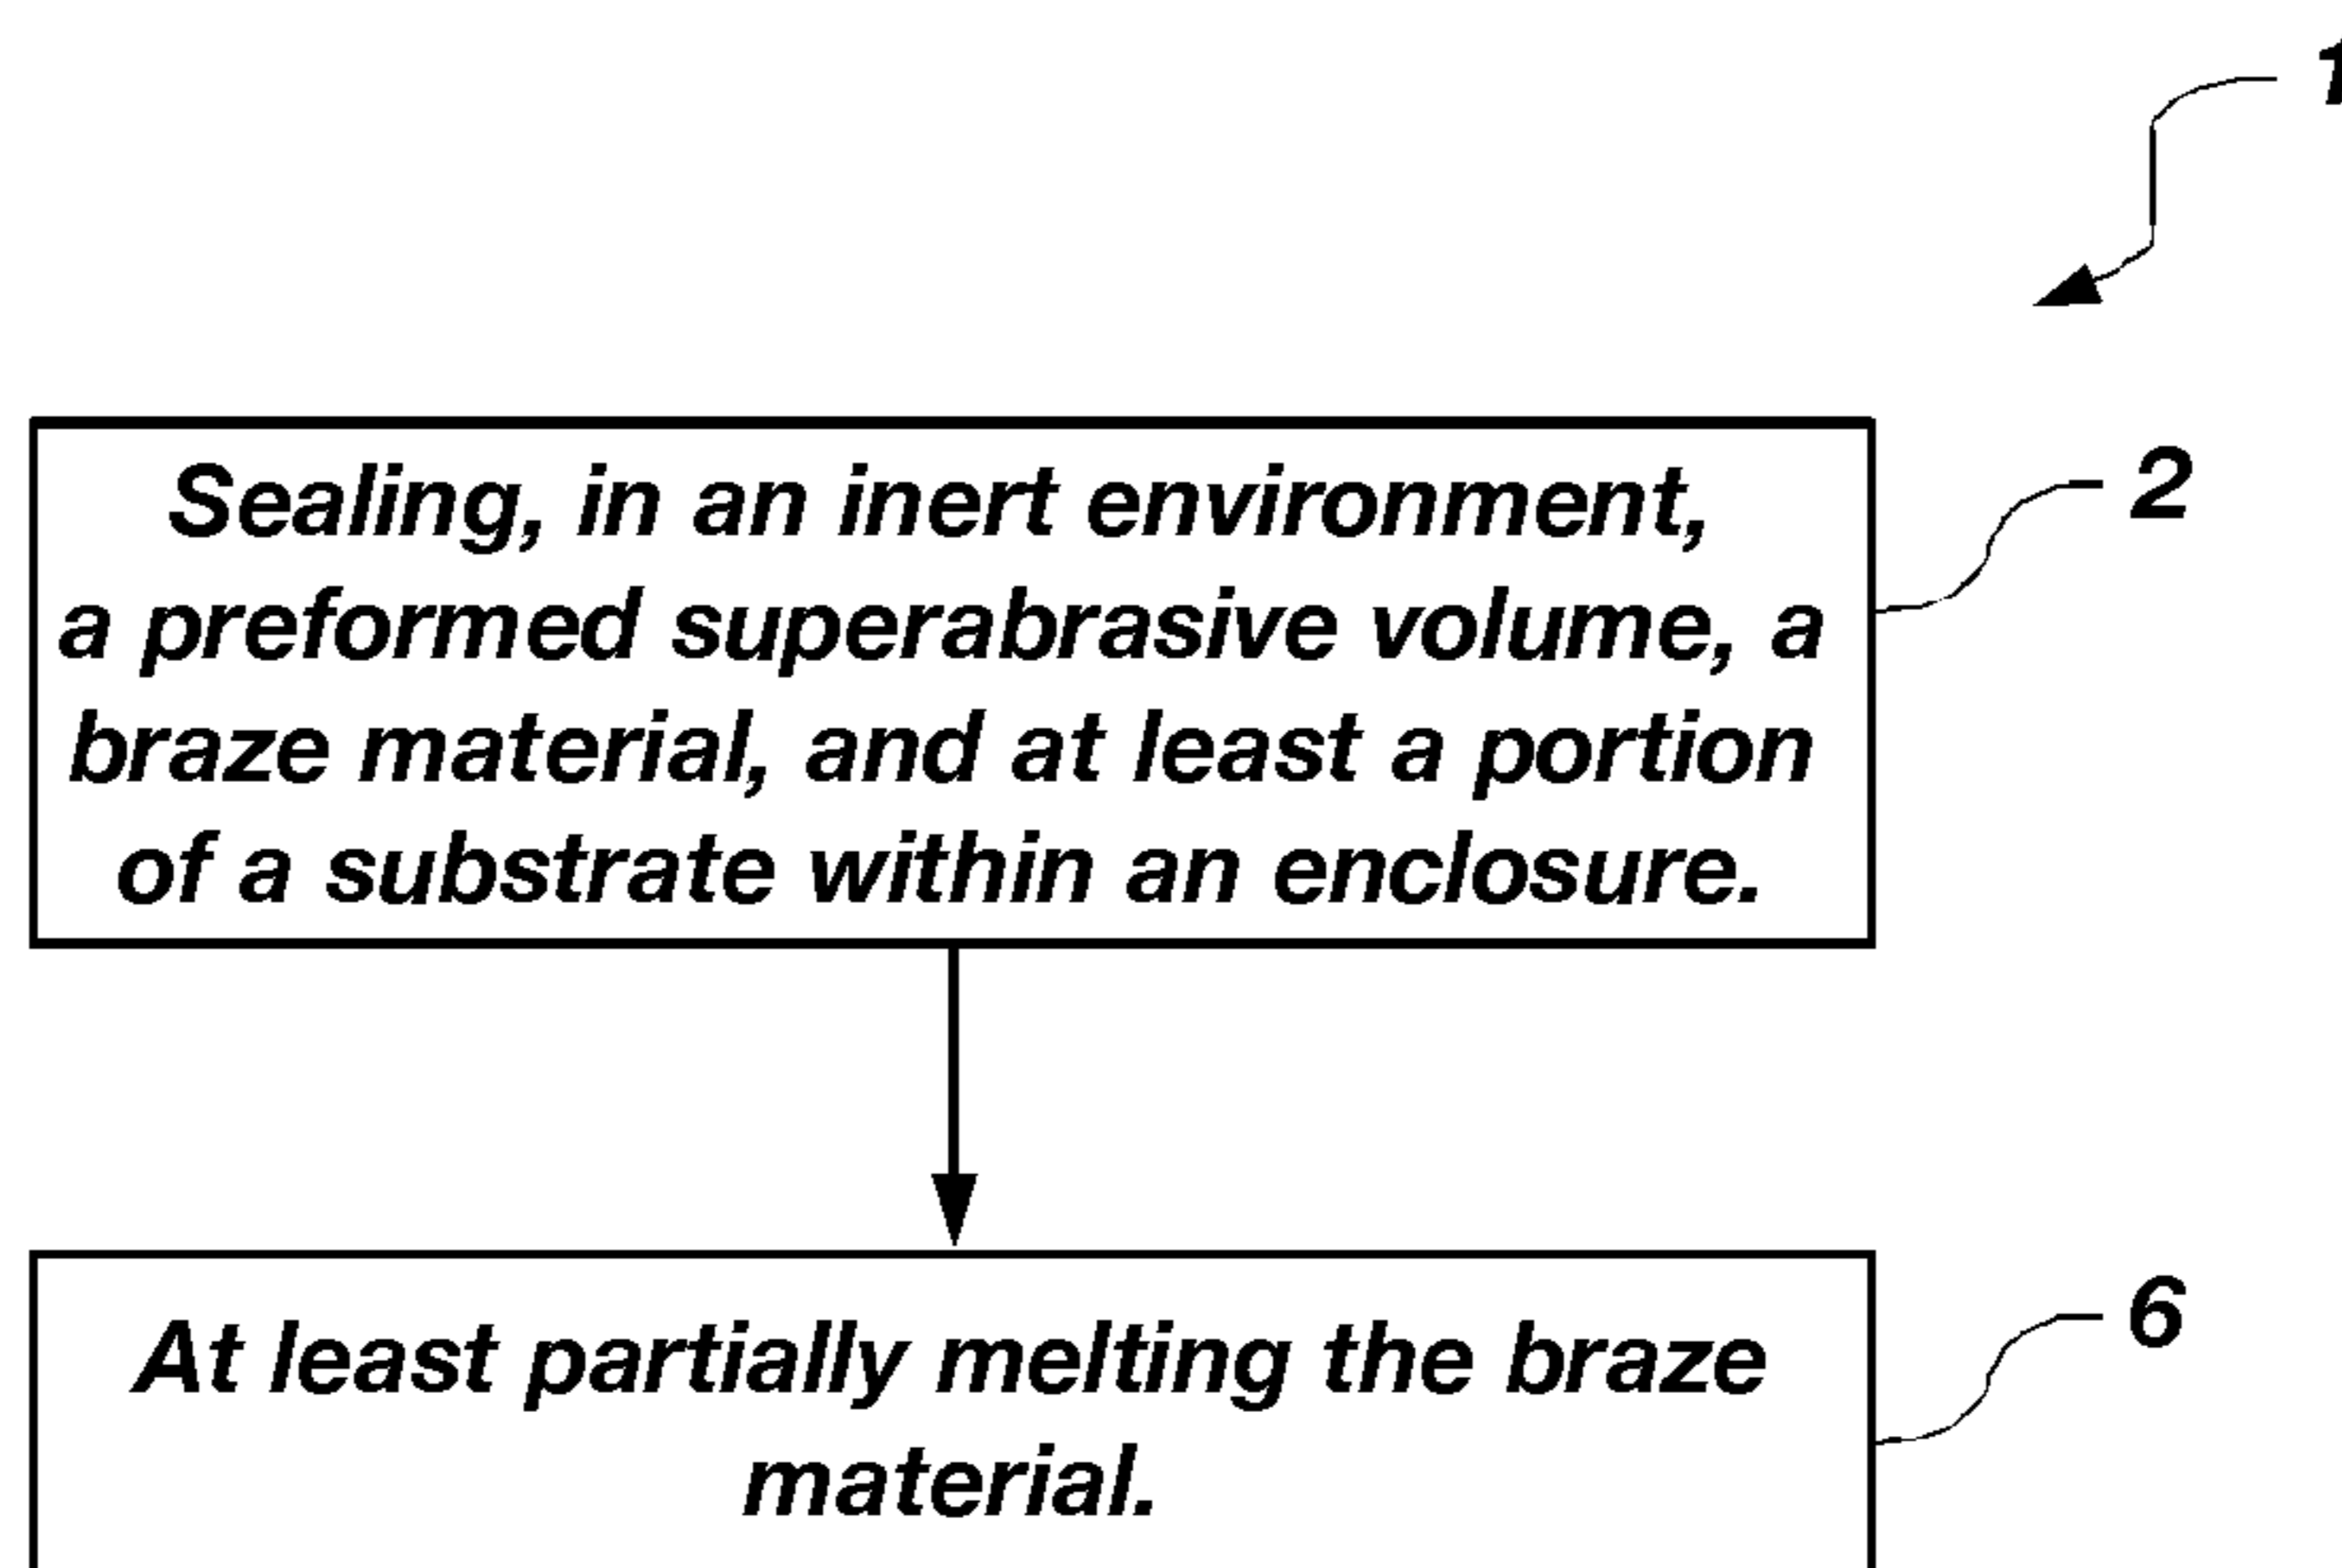 Sealing, in an inert environment,
2
a preformed superabrasive volume, a
braze material, and at least a portion
of a substrate within an enclosure.
6
At least partially melting the braze
material.